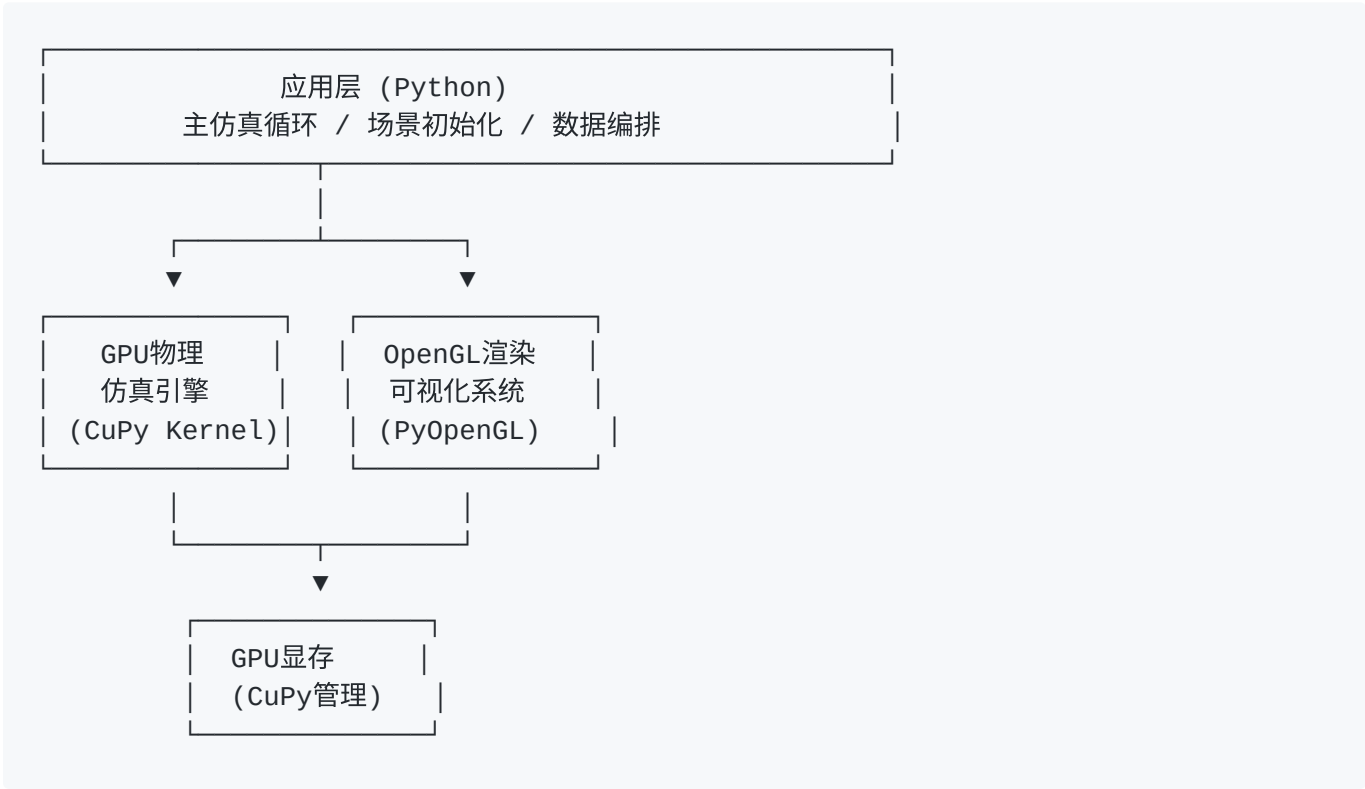 应用层 (Python)
主仿真循环 / 场景初始化 / 数据编排
GPU物理
仿真引擎
(CuPy Kernel)
OpenGL渲染
可视化系统
(PyOpenGL)
GPU显存
(CuPy管理)